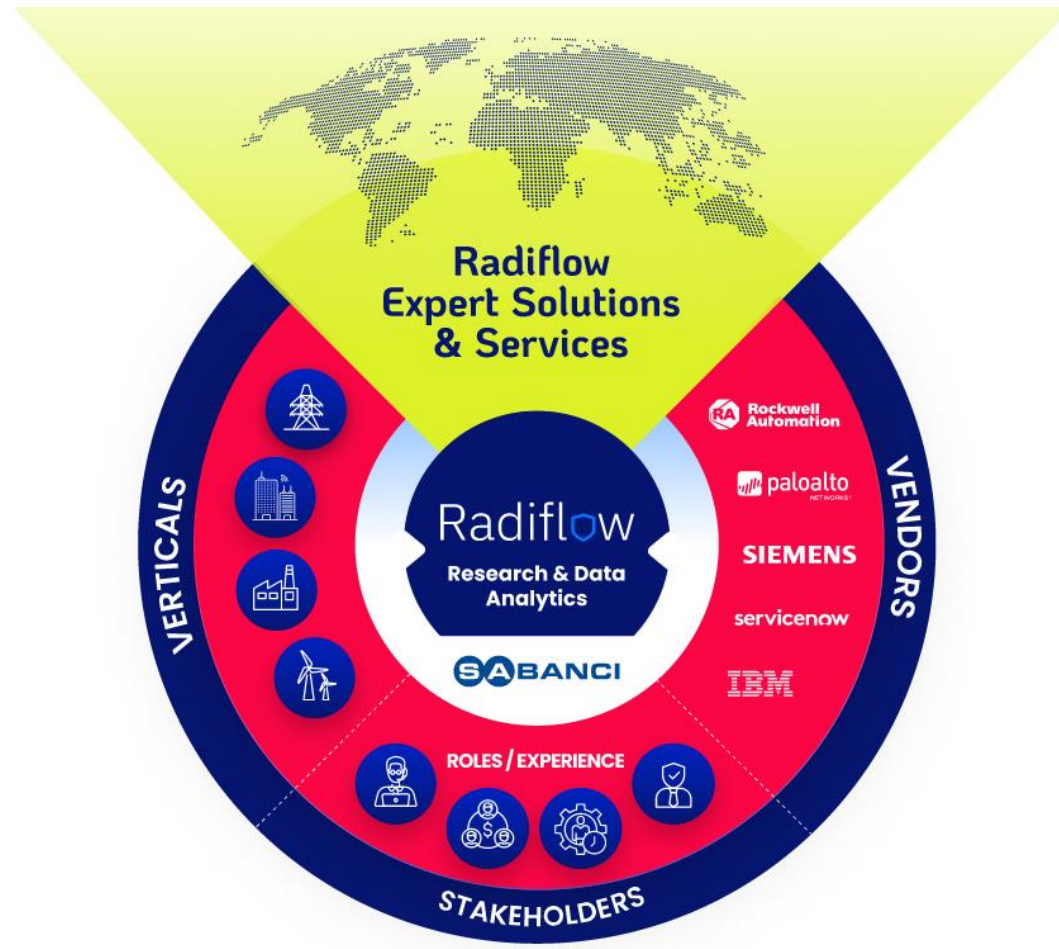 Radiflow
Expert Solutions
& Services
Radiflow
Research & Data
Analytics
SABANCI
VERTICALS
RA
Rockwell
Automation
paloalto
NETWORKS
SIEMENS
servicenow
IBM
VENDORS
ROLES / EXPERIENCE
$
STAKEHOLDERS